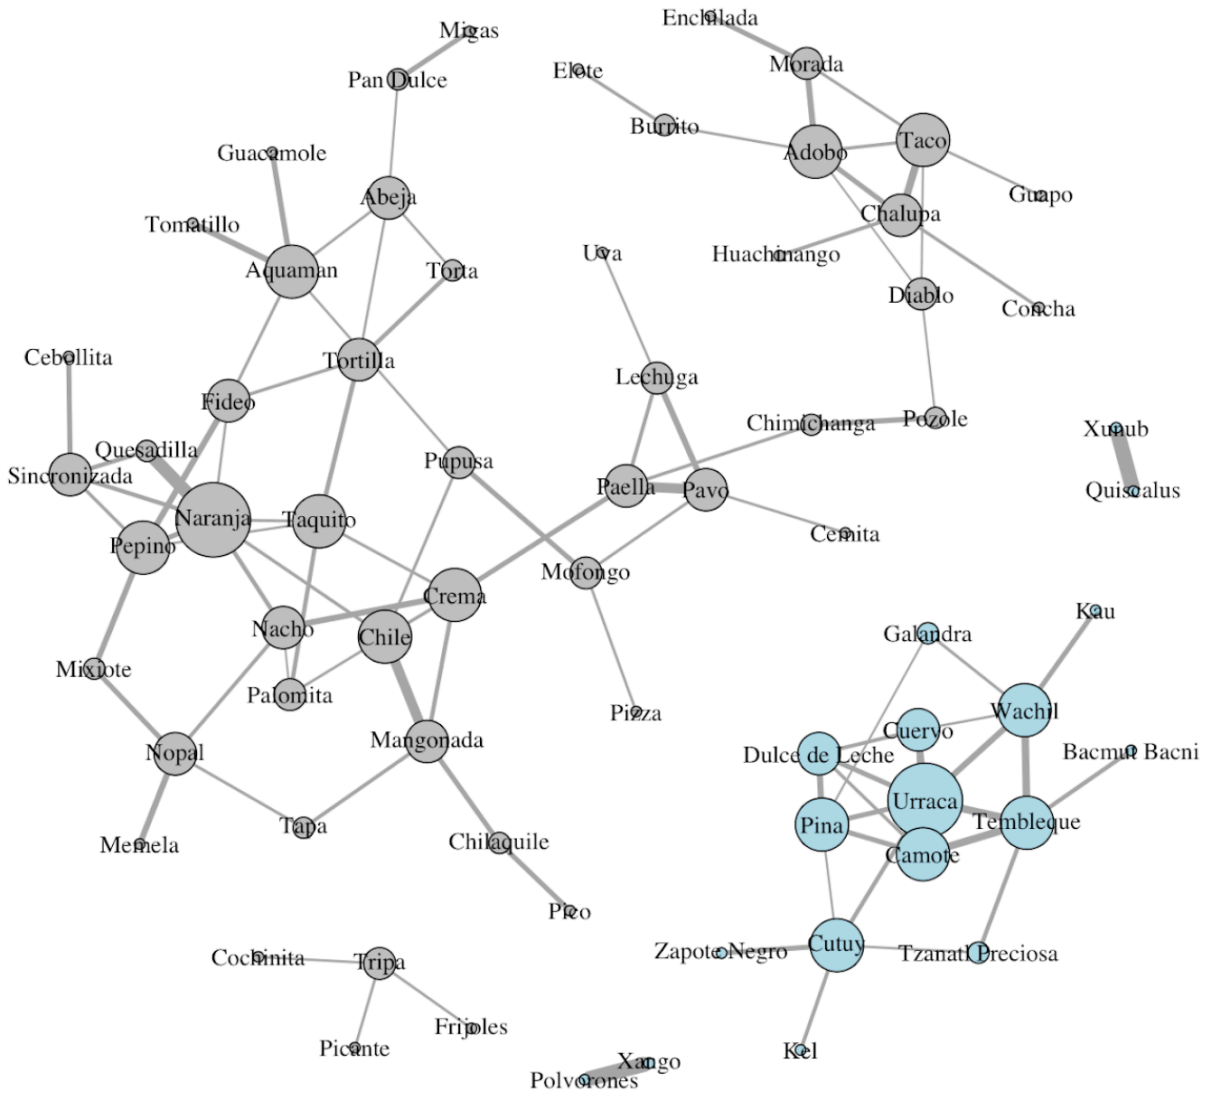 Enchilada
Migas
Morada
Elote
Pan Dulce
Burrito
Taco
Adobo
Guacamole
Guapo
Abeja
Chalupa
Tomatillo
Uva
Huachinango
Aquaman
Torta
Diablo
Concha
Cebollita
Tortilla
Lechuga
Fideo
Chimichanga
Pozole
Xunub
Quesadilla
Pupusa
Sincronizada
Paella
Pavo
Quiscalus
Naranja
Taquito
Cemita
Pepino
Mofongo
Crema
Kau
Nacho
Chile
Galandra
Mixiote
Palomita
Pizza
Wachil
Cuervo
Nopal
Mangonada
Dulce de Leche
Bacmut Bacni
Urraca
Tapa
Pina
Tembleque
Memela
Chilaquile
Camote
Pico
Cutuy
Cochinita
Tripa
Zapote Negro
Tzanatl Preciosa
Frijoles
Picante
Kel
Xango
Polvorones